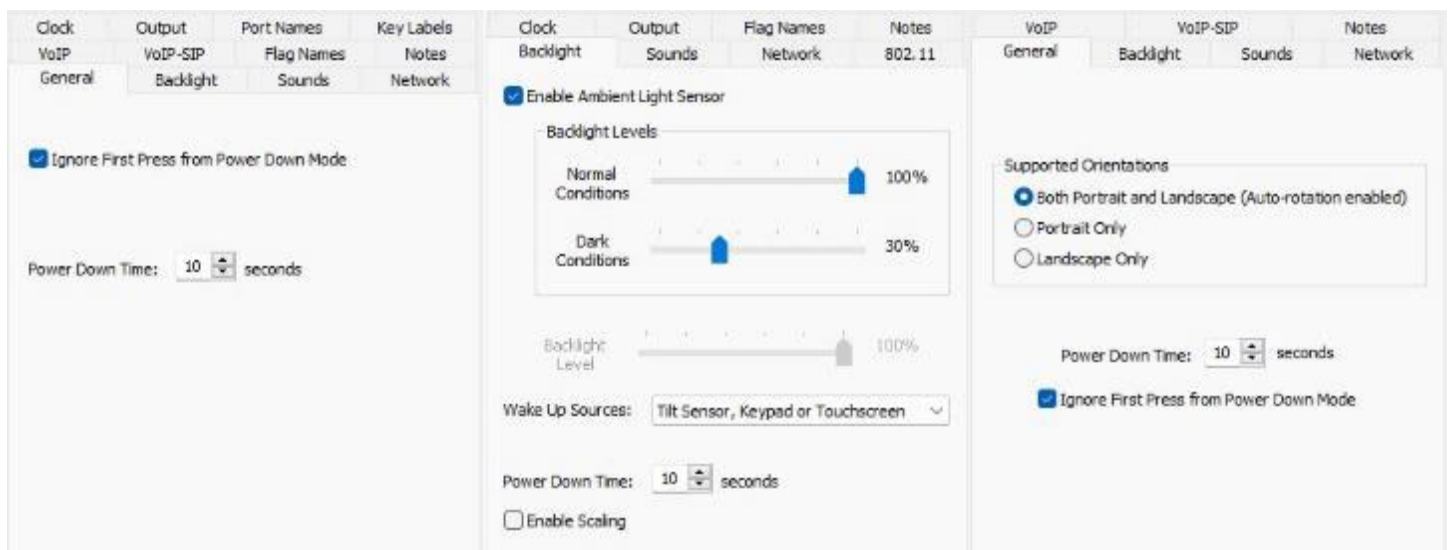 Clock Output Port Names Key Labels
VoIP VoIP-SIP Flag Names Notes
General Backlight Sounds Network
Ignore First Press from Power Down Mode
Power Down Time: 10 seconds
Clock Output Flag Names Notes
Backlight Sounds Network 802.11
Enable Ambient Light Sensor
Backlight Levels
Normal
Conditions
100%
Dark
Conditions
30%
Backlight
Level
100%
Wake Up Sources: Tilt Sensor, Keypad or Touchscreen
Power Down Time: 10 seconds
Enable Scaling
VoIP VoIP-SIP Notes
General Backlight Sounds Network
Supported Orientations
Both Portrait and Landscape (Auto-rotation enabled)
Portrait Only
Landscape Only
Power Down Time: 10 seconds
Ignore First Press from Power Down Mode